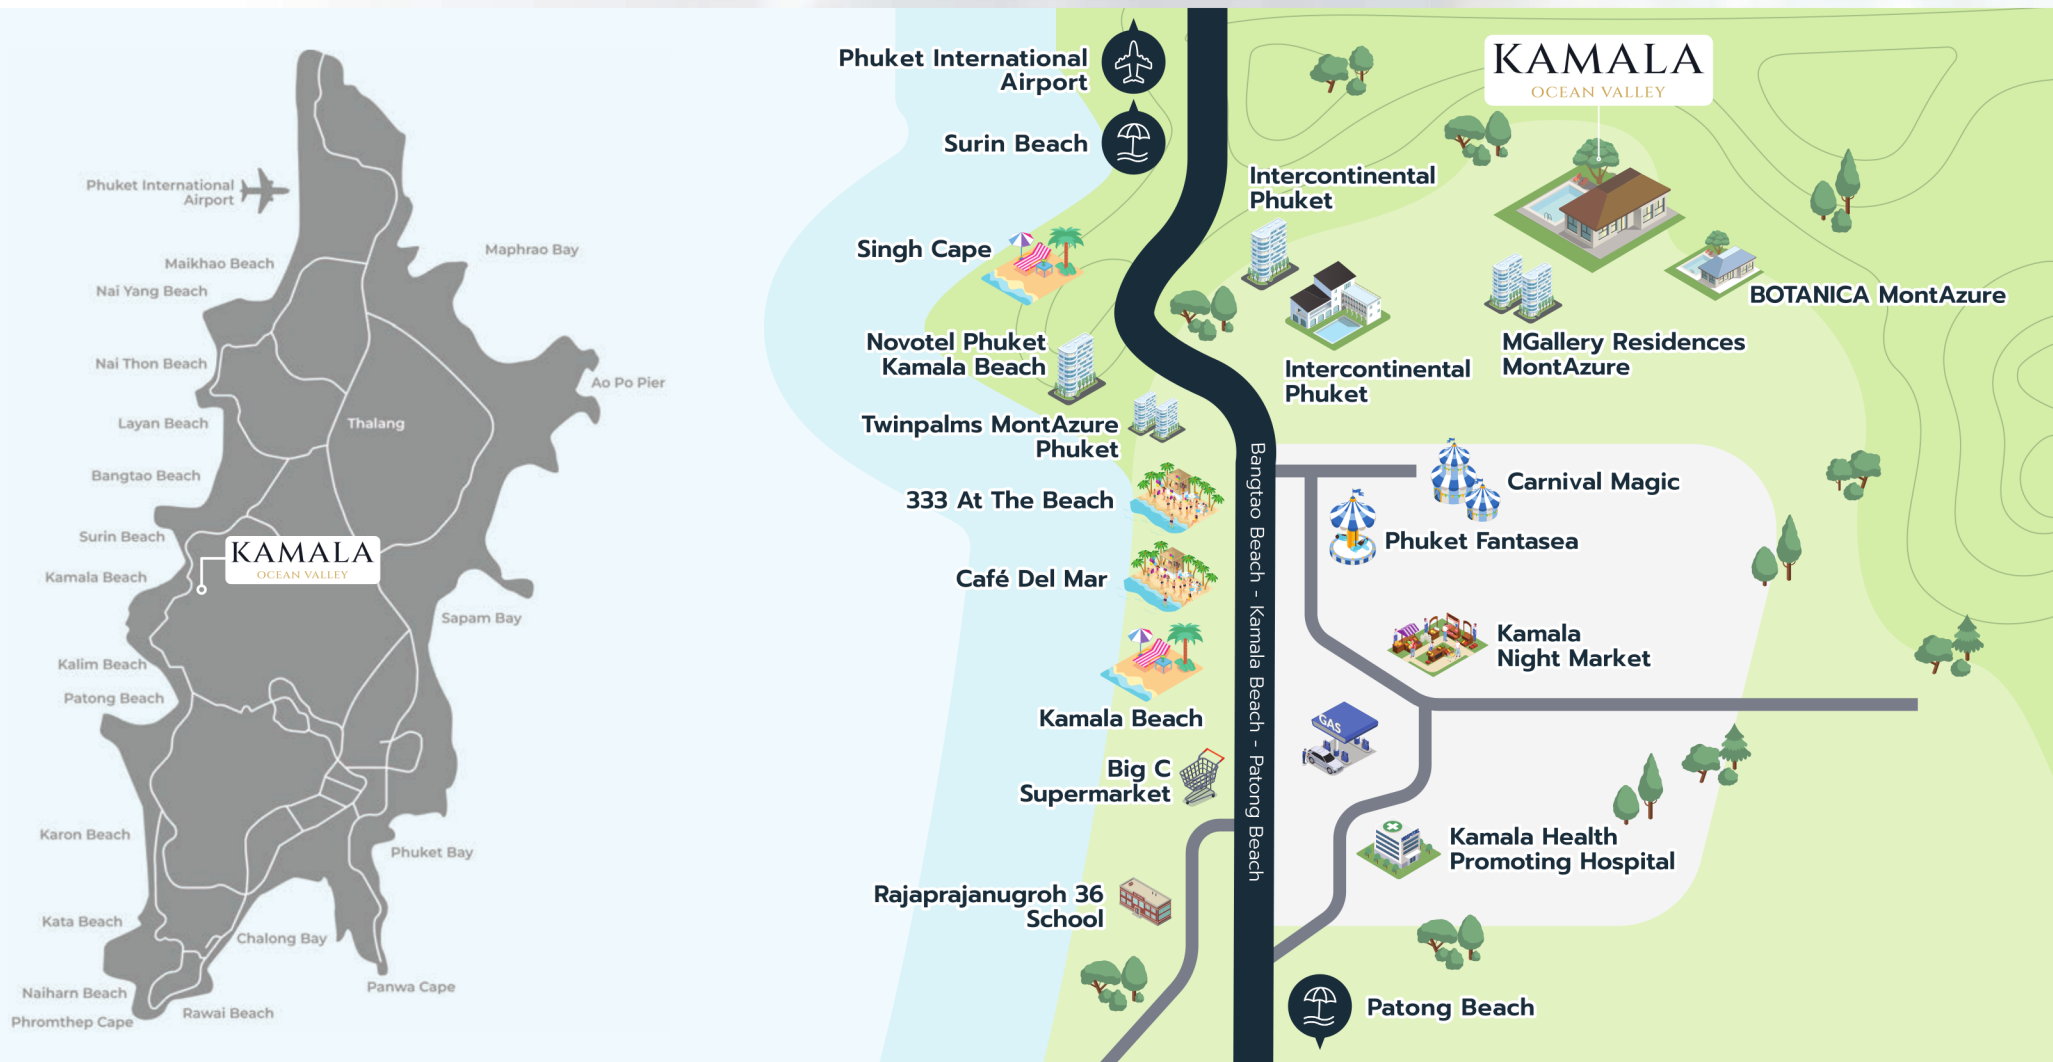 Phuket International
Airport
Maikhao Beach
Nai Yang Beach
Nai Thon Beach
Layan Beach
Bangtao Beach
Surin Beach
Kamala Beach
Kalim Beach
Patong Beach
Karon Beach
Kata Beach
Naiharn Beach
Phromthep Cape
Rawai Beach
Chalong Bay
Panwa Cape
Phuket Bay
Sapam Bay
Ao Po Pier
Maphrao Bay
Thalang
KAMALA
OCEAN VALLEY
Phuket International
Airport
Surin Beach
Singh Cape
Novotel Phuket
Kamala Beach
Twinpalms MontAzure
Phuket
333 At The Beach
Café Del Mar
Kamala Beach
Big C
Supermarket
Rajaprajanugroh 36
School
Bangtao Beach - Kamala Beach - Patong Beach
KAMALA
OCEAN VALLEY
Intercontinental
Phuket
Intercontinental
Phuket
MGallery Residences
MontAzure
BOTANICA MontAzure
Carnival Magic
Phuket Fantasea
Kamala
Night Market
GAS
Kamala Health
Promoting Hospital
Patong Beach